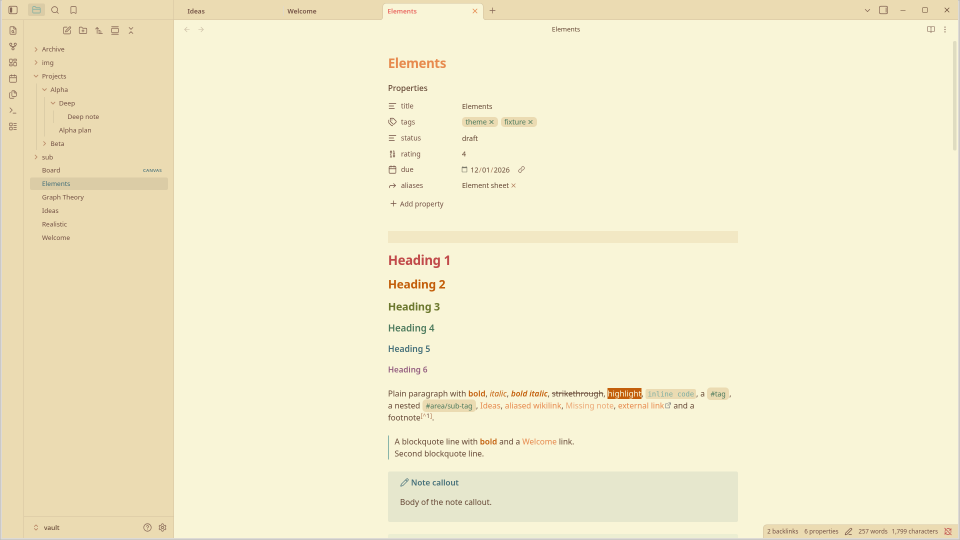 Ideas
Welcome
Elements
Elements
Archive
img
Projects
Alpha
Deep
Deep note
Alpha plan
Beta
sub
Board CANVAS
Elements
Graph Theory
Ideas
Realistic
Welcome
vault
Elements
Properties
title Elements
tags theme fixture
status draft
rating 4
due 12/01/2026
aliases Element sheet
Add property
Heading 1
Heading 2
Heading 3
Heading 4
Heading 5
Heading 6
Plain paragraph with bold, italic, bold italic, strikethrough, highlight, inline code, a #tag,
a nested #area/sub-tag, Ideas, aliased wikilink, Missing note, external link and a
footnote[^1].
A blockquote line with bold and a Welcome link.
Second blockquote line.
Note callout
Body of the note callout.
2 backlinks 6 properties 257 words 1,799 characters